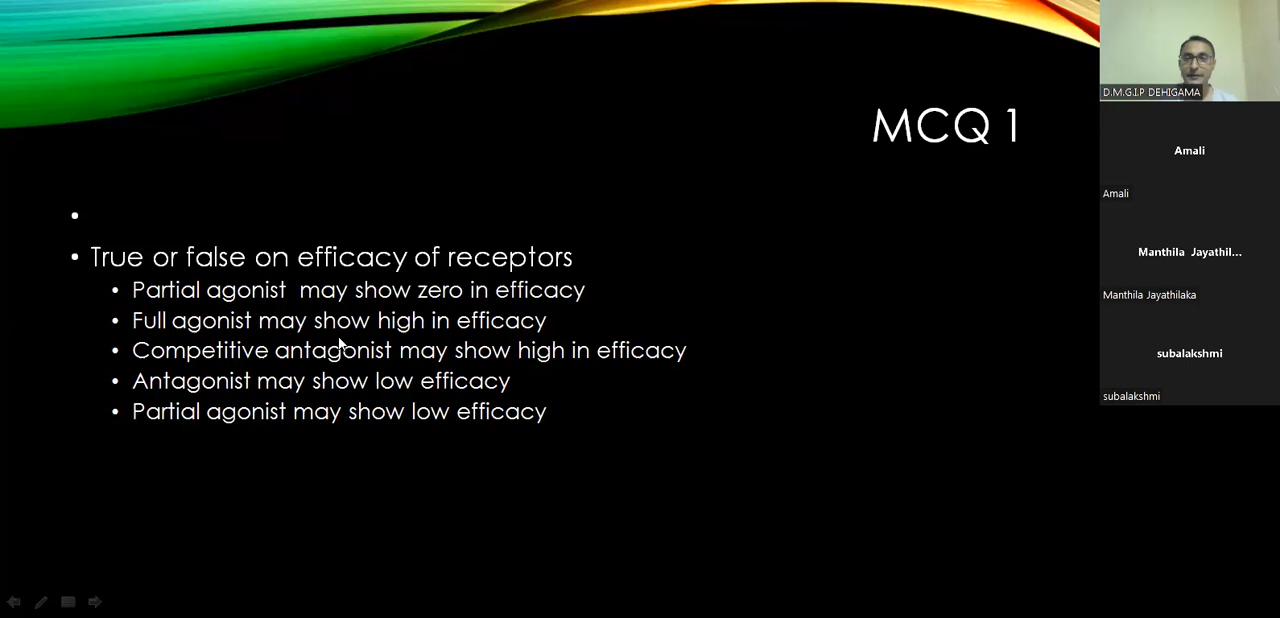 MCQ 1
True or false on efficacy of receptors
Partial agonist may show zero in efficacy
Full agonist may show high in efficacy
Competitive antagonist may show high in efficacy
Antagonist may show low efficacy
Partial agonist may show low efficacy
D.M.G.I.P DEHIGAMA
Amali
Amali
Manthila Jayathil...
Manthila Jayathilaka
subalakshmi
subalakshmi